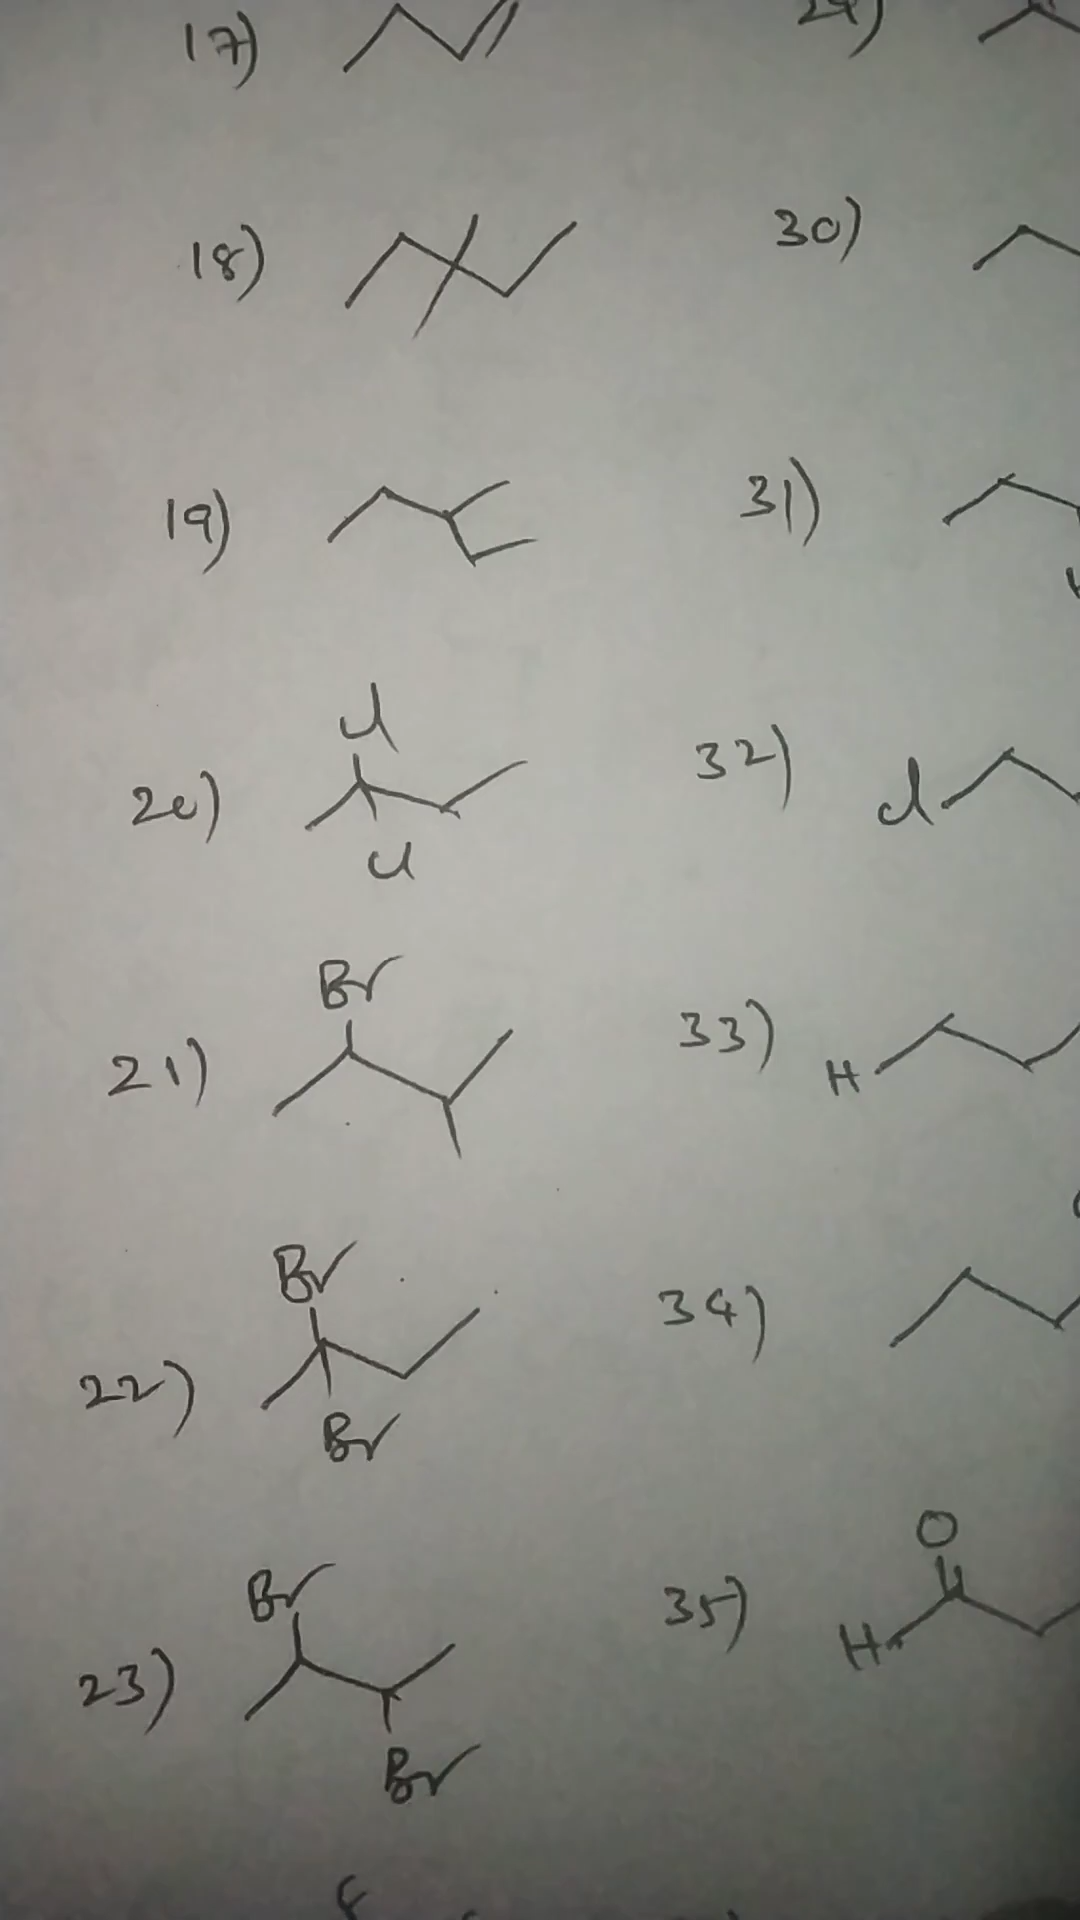 17)
18)
19)
Cl
20)
Cl
Br
21)
Br
22)
Br
Br
23)
Br
30)
31)
32) Cl
33) H
34)
O
35) H